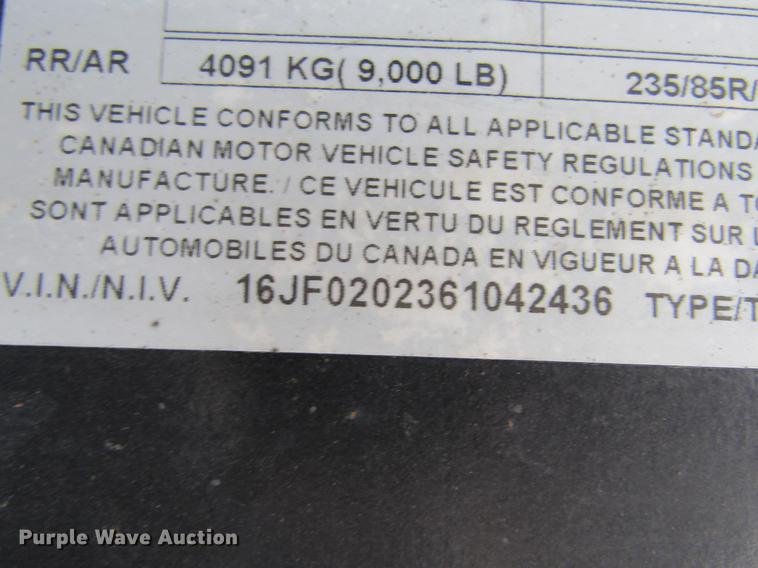 RR/AR 4091 KG( 9,000 LB) 235/85R/
THIS VEHICLE CONFORMS TO ALL APPLICABLE STANDA
CANADIAN MOTOR VEHICLE SAFETY REGULATIONS
MANUFACTURE. / CE VEHICULE EST CONFORME A TO
SONT APPLICABLES EN VERTU DU REGLEMENT SUR L
AUTOMOBILES DU CANADA EN VIGUEUR A LA DA
V.I.N./N.I.V. 16JF0202361042436 TYPE/T
Purple Wave Auction